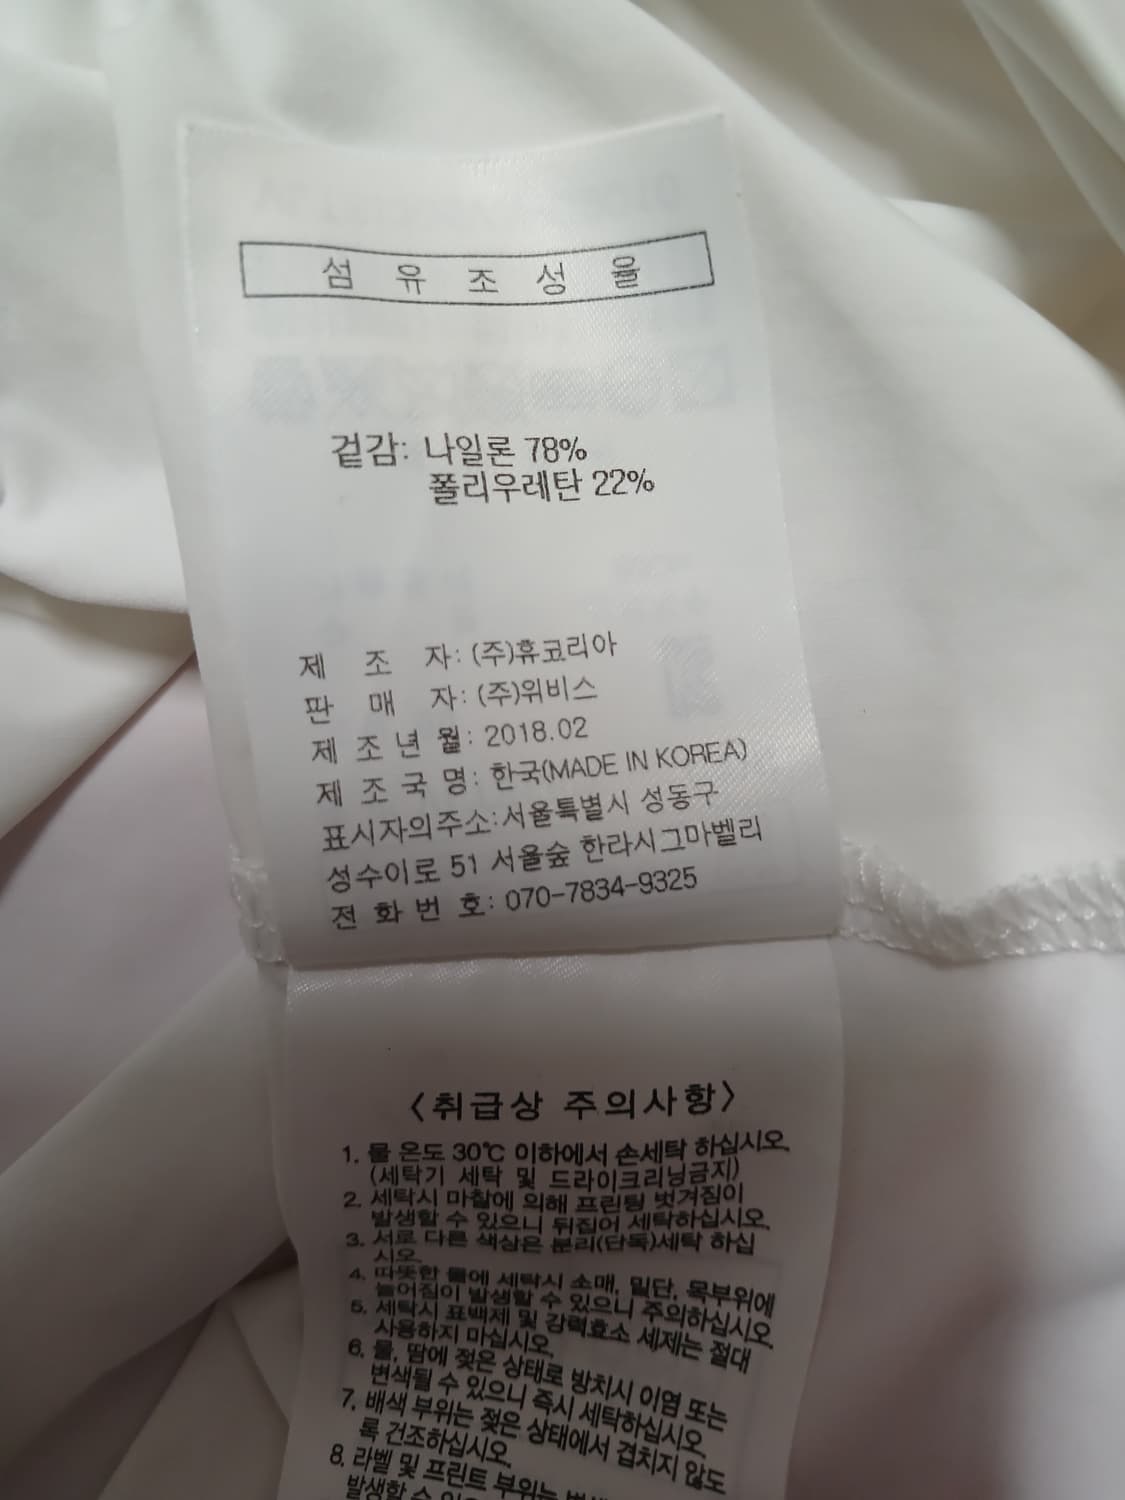 섬 유 조 성 율
겉감: 나일론 78%
폴리우레탄 22%
제 조 자: (주)휴코리아
판 매 자: (주)위비스
제 조 년 월: 2018.02
제 조 국 명: 한국(MADE IN KOREA)
표시자의주소:서울특별시 성동구
성수이로 51 서울숲 한라시그마벨리
전 화 번 호: 070-7834-9325
<취급상 주의사항>
1. 물 온도 30℃ 이하에서 손세탁 하십시오.
(세탁기 세탁 및 드라이크리닝금지)
2. 세탁시 마찰에 의해 프린팅 벗겨짐이
발생할 수 있으니 뒤집어 세탁하십시오.
3. 서로 다른 색상은 분리(단독)세탁 하십
시오.
4. 따뜻한 물에 세탁시 소매, 밑단, 목부위에
늘어짐이 발생할 수 있으니 주의하십시오.
5. 세탁시 표백제 및 강력효소 세제는 절대
사용하지 마십시오.
6. 물, 땀에 젖은 상태로 방치시 이염 또는
변색될 수 있으니 즉시 세탁하십시오.
7. 배색 부위는 젖은 상태에서 겹치지 않도
록 건조하십시오.
8. 라벨 및 프린트 부위는
발생할 수